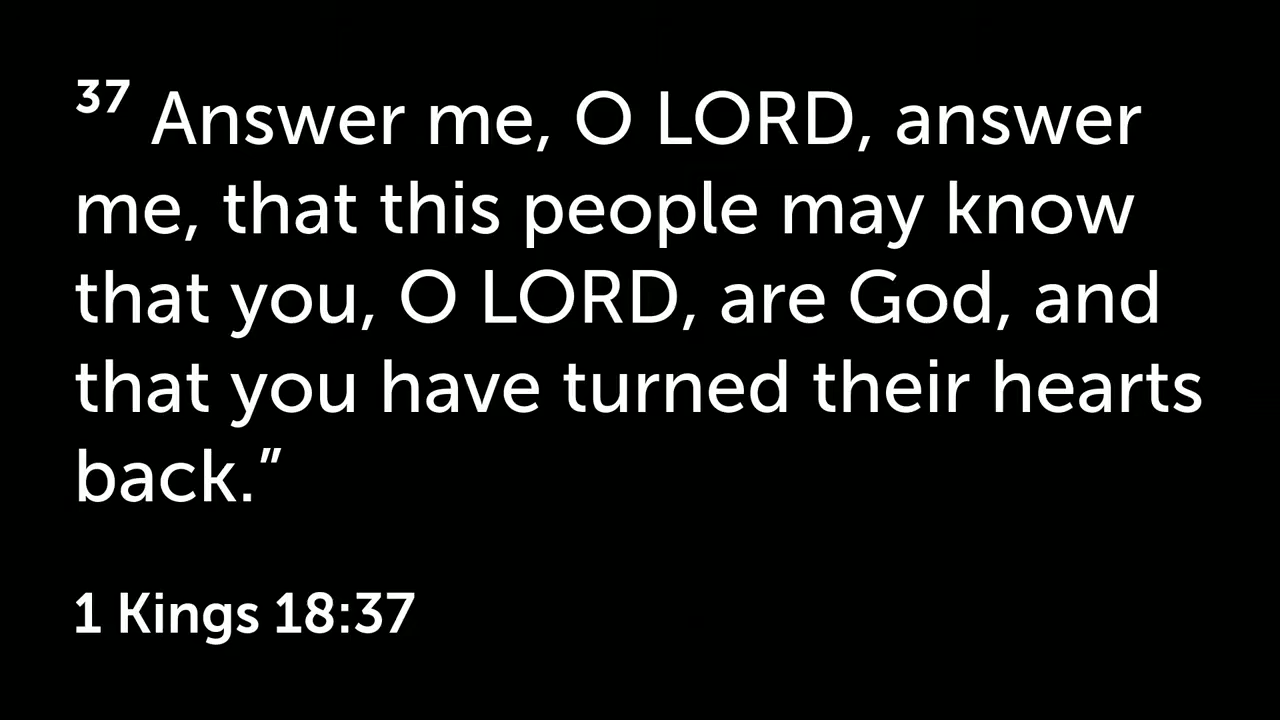 37 Answer me, O LORD, answer
me, that this people may know
that you, O LORD, are God, and
that you have turned their hearts
back.”
1 Kings 18:37